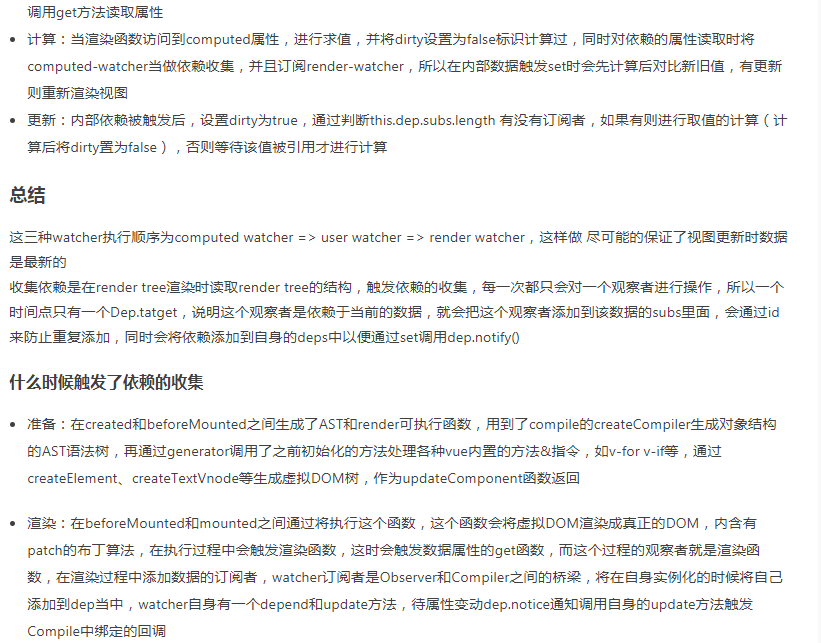 调用get方法读取属性
计算：当渲染函数访问到computed属性，进行求值，并将dirty设置为false标识计算过，同时对依赖的属性读取时将
computed-watcher当做依赖收集，并且订阅render-watcher，所以在内部数据触发set时会先计算后对比新旧值，有更新
则重新渲染视图
更新：内部依赖被触发后，设置dirty为true，通过判断this.dep.subs.length 有没有订阅者，如果有则进行取值的计算（计
算后将dirty置为false），否则等待该值被引用才进行计算
总结
这三种watcher执行顺序为computed watcher => user watcher => render watcher，这样做 尽可能的保证了视图更新时数据
是最新的
收集依赖是在render tree渲染时读取render tree的结构，触发依赖的收集，每一次都只会对一个观察者进行操作，所以一个
时间点只有一个Dep.tatget，说明这个观察者是依赖于当前的数据，就会把这个观察者添加到该数据的subs里面，会通过id
来防止重复添加，同时会将依赖添加到自身的deps中以便通过set调用dep.notify()
什么时候触发了依赖的收集
准备：在created和beforeMounted之间生成了AST和render可执行函数，用到了compile的createCompiler生成对象结构
的AST语法树，再通过generator调用了之前初始化的方法处理各种vue内置的方法&指令，如v-for v-if等，通过
createElement、createTextVnode等生成虚拟DOM树，作为updateComponent函数返回
渲染：在beforeMounted和mounted之间通过将执行这个函数，这个函数会将虚拟DOM渲染成真正的DOM，内含有
patch的布丁算法，在执行过程中会触发渲染函数，这时会触发数据属性的get函数，而这个过程的观察者就是渲染函
数，在渲染过程中添加数据的订阅者，watcher订阅者是Observer和Compiler之间的桥梁，将在自身实例化的时候将自己
添加到dep当中，watcher自身有一个depend和update方法，待属性变动dep.notice通知调用自身的update方法触发
Compile中绑定的回调